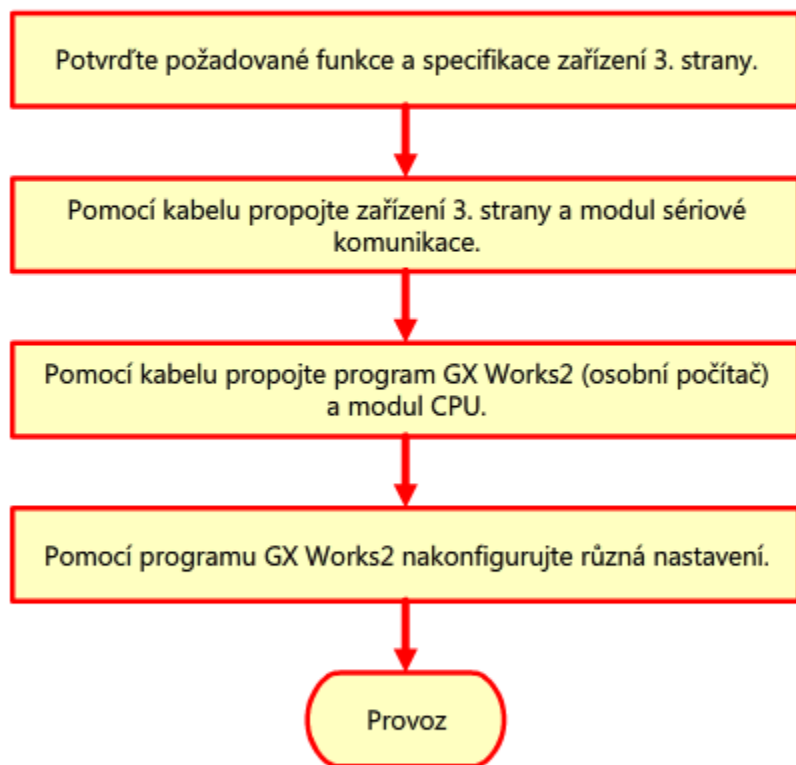 Potvrďte požadované funkce a specifikace zařízení 3. strany.
Pomocí kabelu propojte zařízení 3. strany a modul sériové
komunikace.
Pomocí kabelu propojte program GX Works2 (osobní počítač)
a modul CPU.
Pomocí programu GX Works2 nakonfigurujte různá nastavení.
Provoz